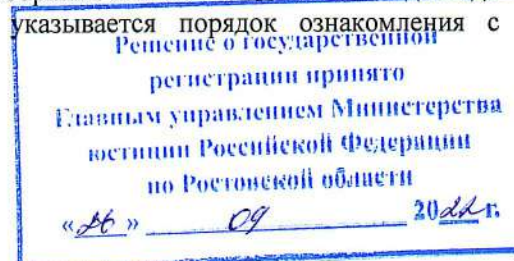 указывается порядок ознакомления с
Решение о государственной
регистрации принято
Главным управлением Министерства
юстиции Российской Федерации
по Ростовской области
«26» 09 2022 г.